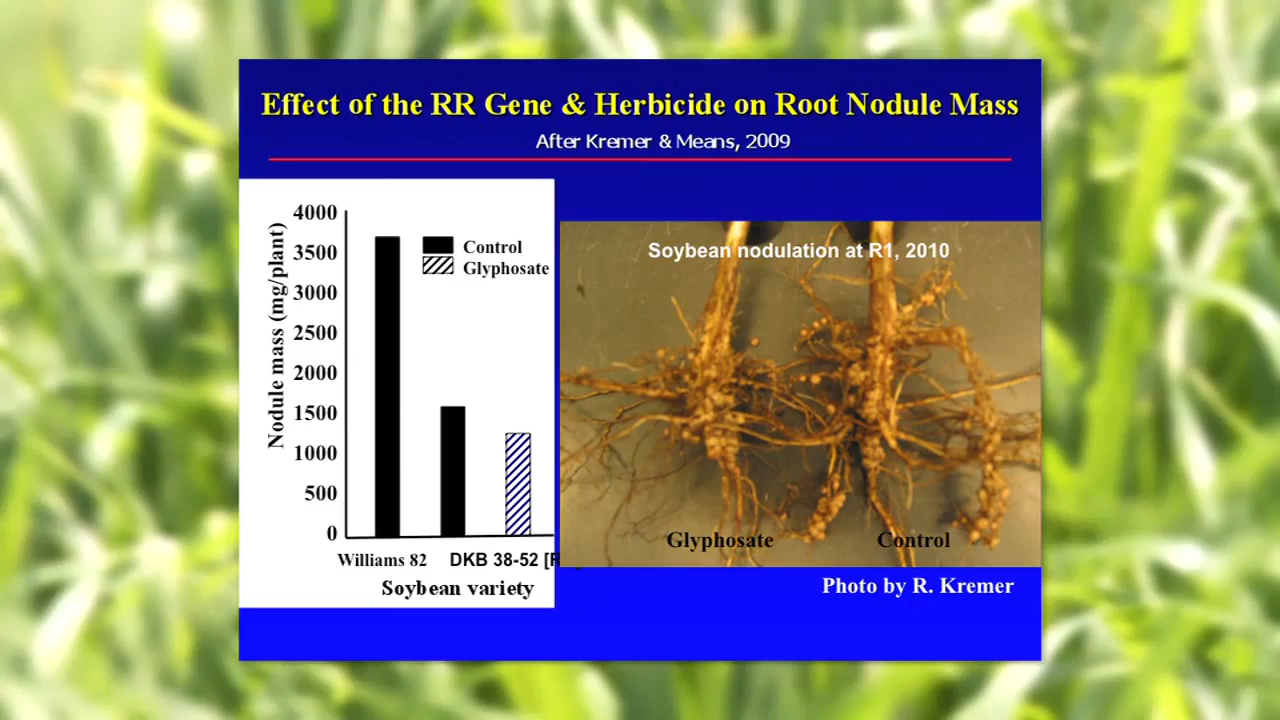 Effect of the RR Gene & Herbicide on Root Nodule Mass
After Kremer & Means, 2009
4000
3500
3000
2500
2000
1500
1000
500
0
Nodule mass (mg/plant)
Control
Glyphosate
Williams 82
DKB 38-52
Soybean variety
Soybean nodulation at R1, 2010
Glyphosate
Control
Photo by R. Kremer